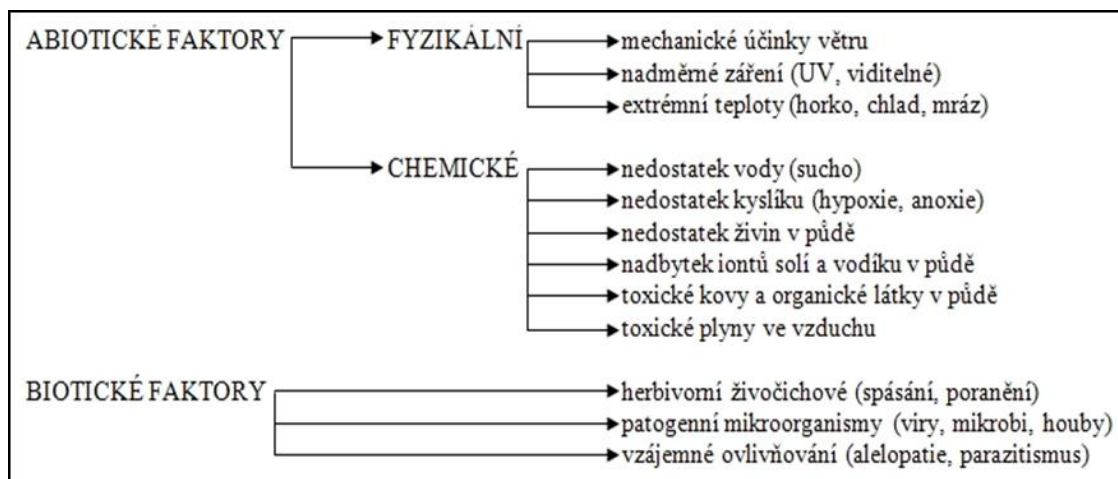 ABIOTICKÉ FAKTORY FYZIKÁLNÍ mechanické účinky větru
nadměrné záření (UV, viditelné)
extrémní teploty (horko, chlad, mráz)
CHEMICKÉ nedostatek vody (sucho)
nedostatek kyslíku (hypoxie, anoxie)
nedostatek živin v půdě
nadbytek iontů solí a vodíku v půdě
toxické kovy a organické látky v půdě
toxické plyny ve vzduchu
BIOTICKÉ FAKTORY herbivorní živočichové (spásání, poranění)
patogenní mikroorganismy (viry, mikrobi, houby)
vzájemné ovlivňování (alelopatie, parazitismus)